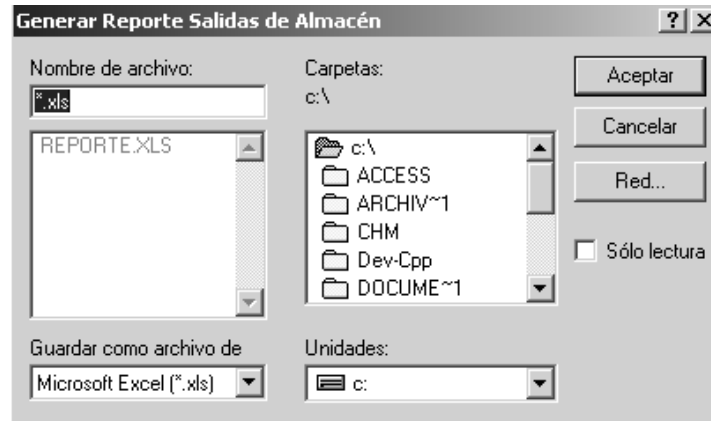 Generar Reporte Salidas de Almacén
Nombre de archivo:
*.xls
REPORTE.XLS
Guardar como archivo de
Microsoft Excel (*.xls)
Carpetas:
c:\
c:\
ACCESS
ARCHIV~1
CHM
Dev-Cpp
DOCUME~1
Unidades:
c:
Aceptar
Cancelar
Red...
Sólo lectura